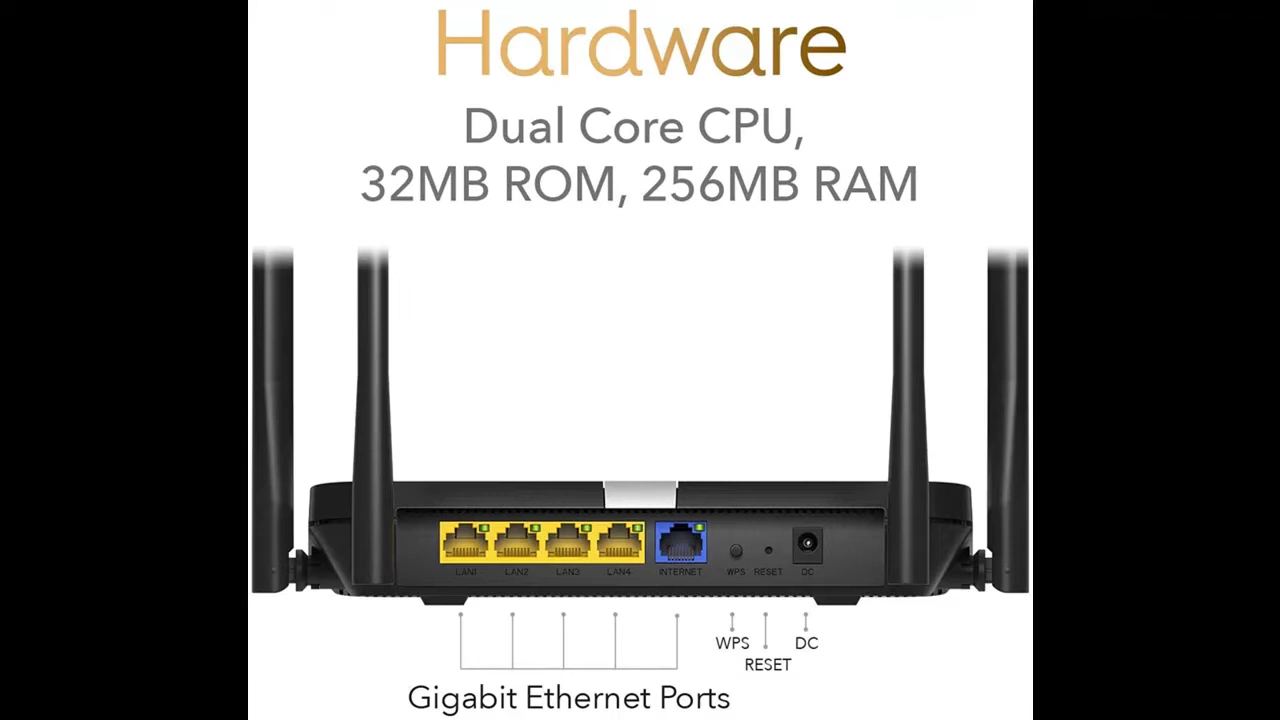 Hardware
Dual Core CPU,
32MB ROM, 256MB RAM
LAN1 LAN2 LAN3 LAN4 INTERNET WPS RESET DC
WPS DC
RESET
Gigabit Ethernet Ports